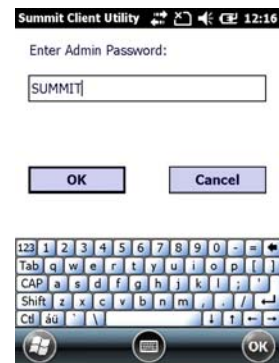 Summit Client Utility 12:16
Enter Admin Password:
SUMMIT
OK Cancel
123 1 2 3 4 5 6 7 8 9 0 - =
Tab q w e r t y u i o p [ ]
CAP a s d f g h j k l ; '
Shift z x c v b n m , . /
Ctl áü ` \
OK